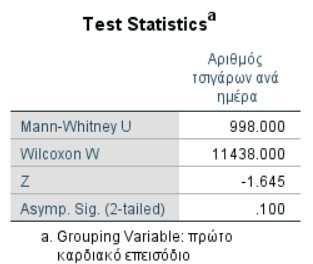 Test Statisticsᵃ
Αριθμός
τσιγάρων ανά
ημέρα
Mann-Whitney U 998.000
Wilcoxon W 11438.000
Z -1.645
Asymp. Sig. (2-tailed) .100
a. Grouping Variable: πρώτο
καρδιακό επεισόδιο